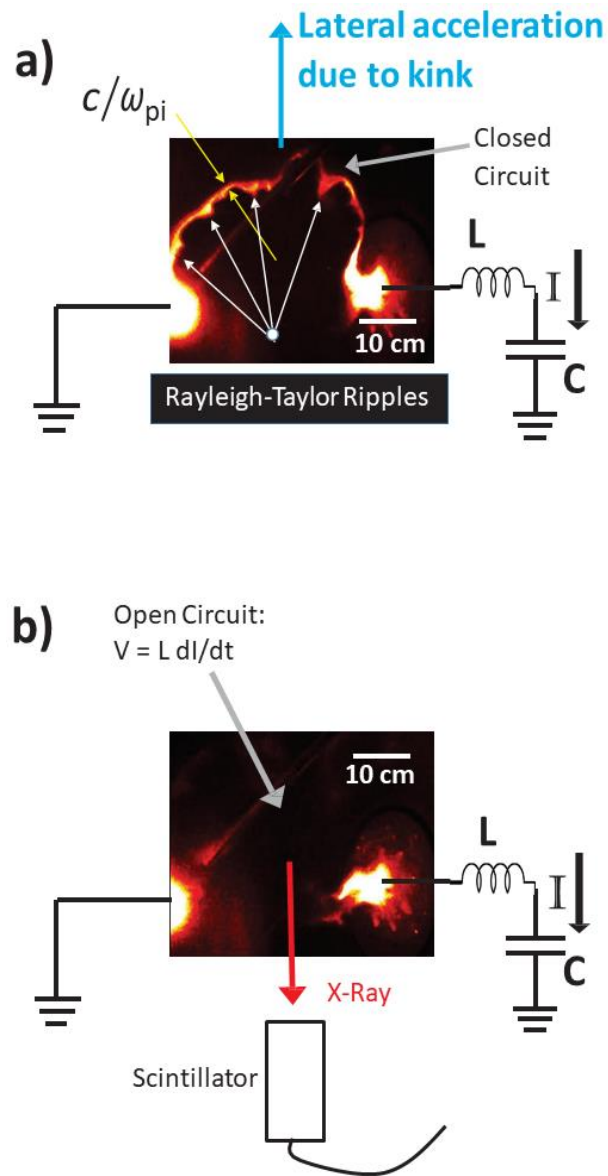 a)
Lateral acceleration
due to kink
c/ωpi
Closed
Circuit
L
I
C
10 cm
Rayleigh-Taylor Ripples
b)
Open Circuit:
V = L dI/dt
10 cm
L
I
C
X-Ray
Scintillator